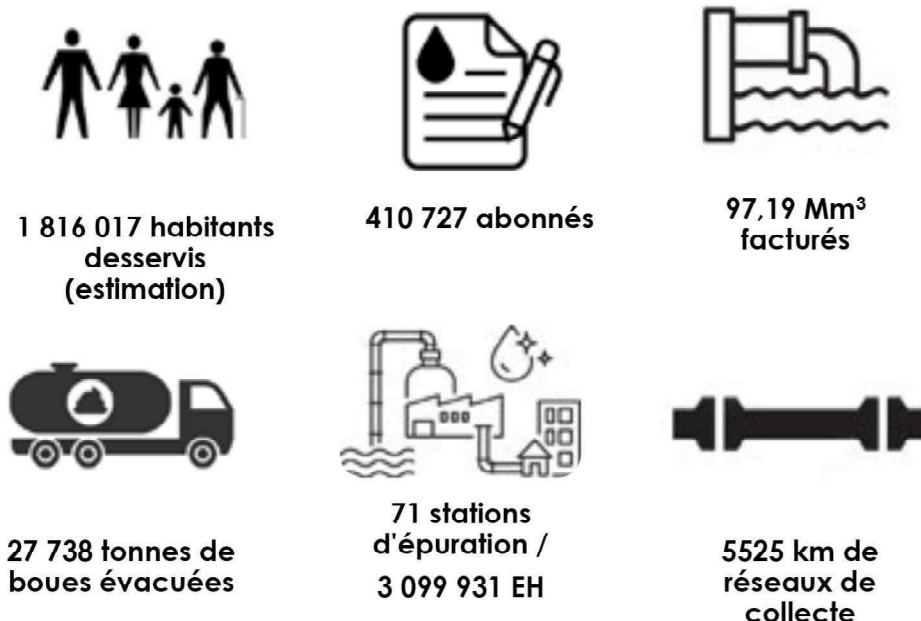 1 816 017 habitants
desservis
(estimation)
410 727 abonnés
97,19 Mm³
facturés
27 738 tonnes de
boues évacuées
71 stations
d'épuration /
3 099 931 EH
5525 km de
réseaux de
collecte